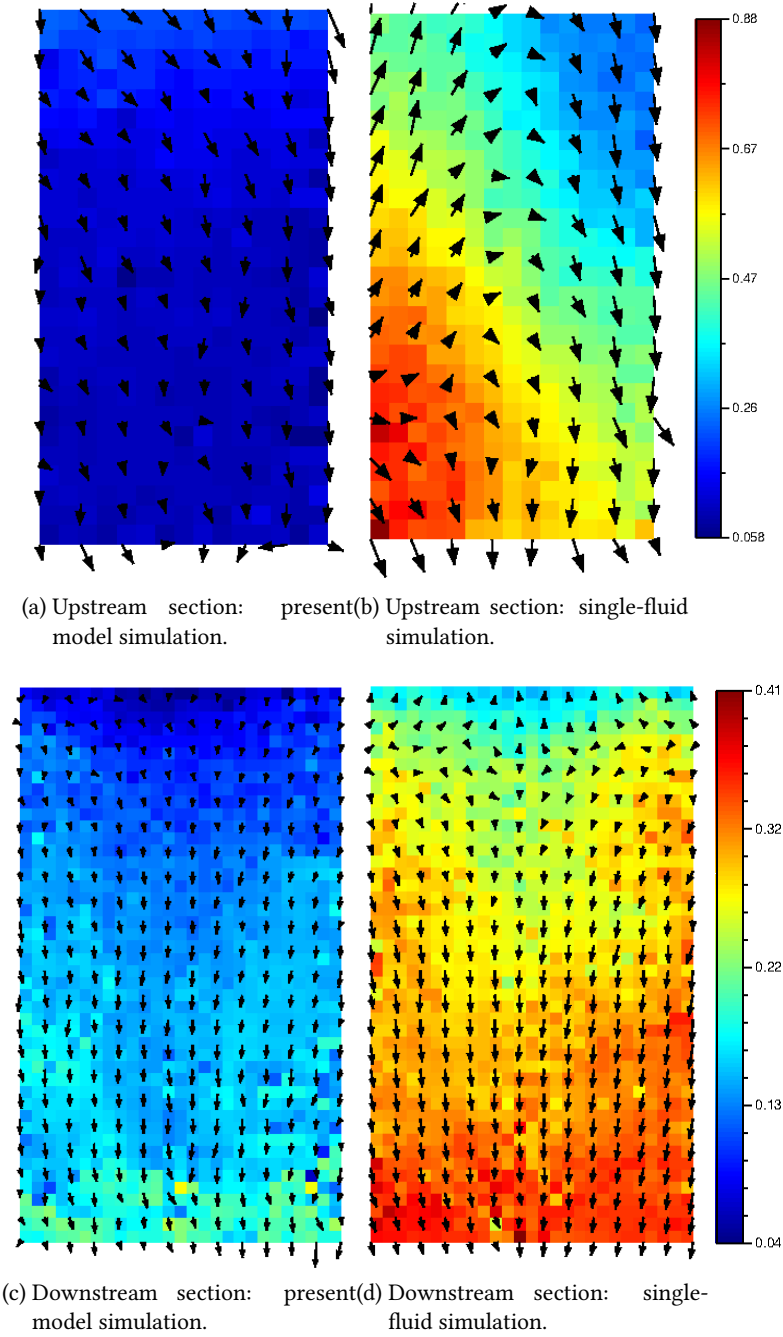 0.88
0.67
0.47
0.26
0.058
(a) Upstream section: present
model simulation.
(b) Upstream section: single-fluid
simulation.
0.41
0.32
0.22
0.13
0.04
(c) Downstream section: present
model simulation.
(d) Downstream section: single-
fluid simulation.